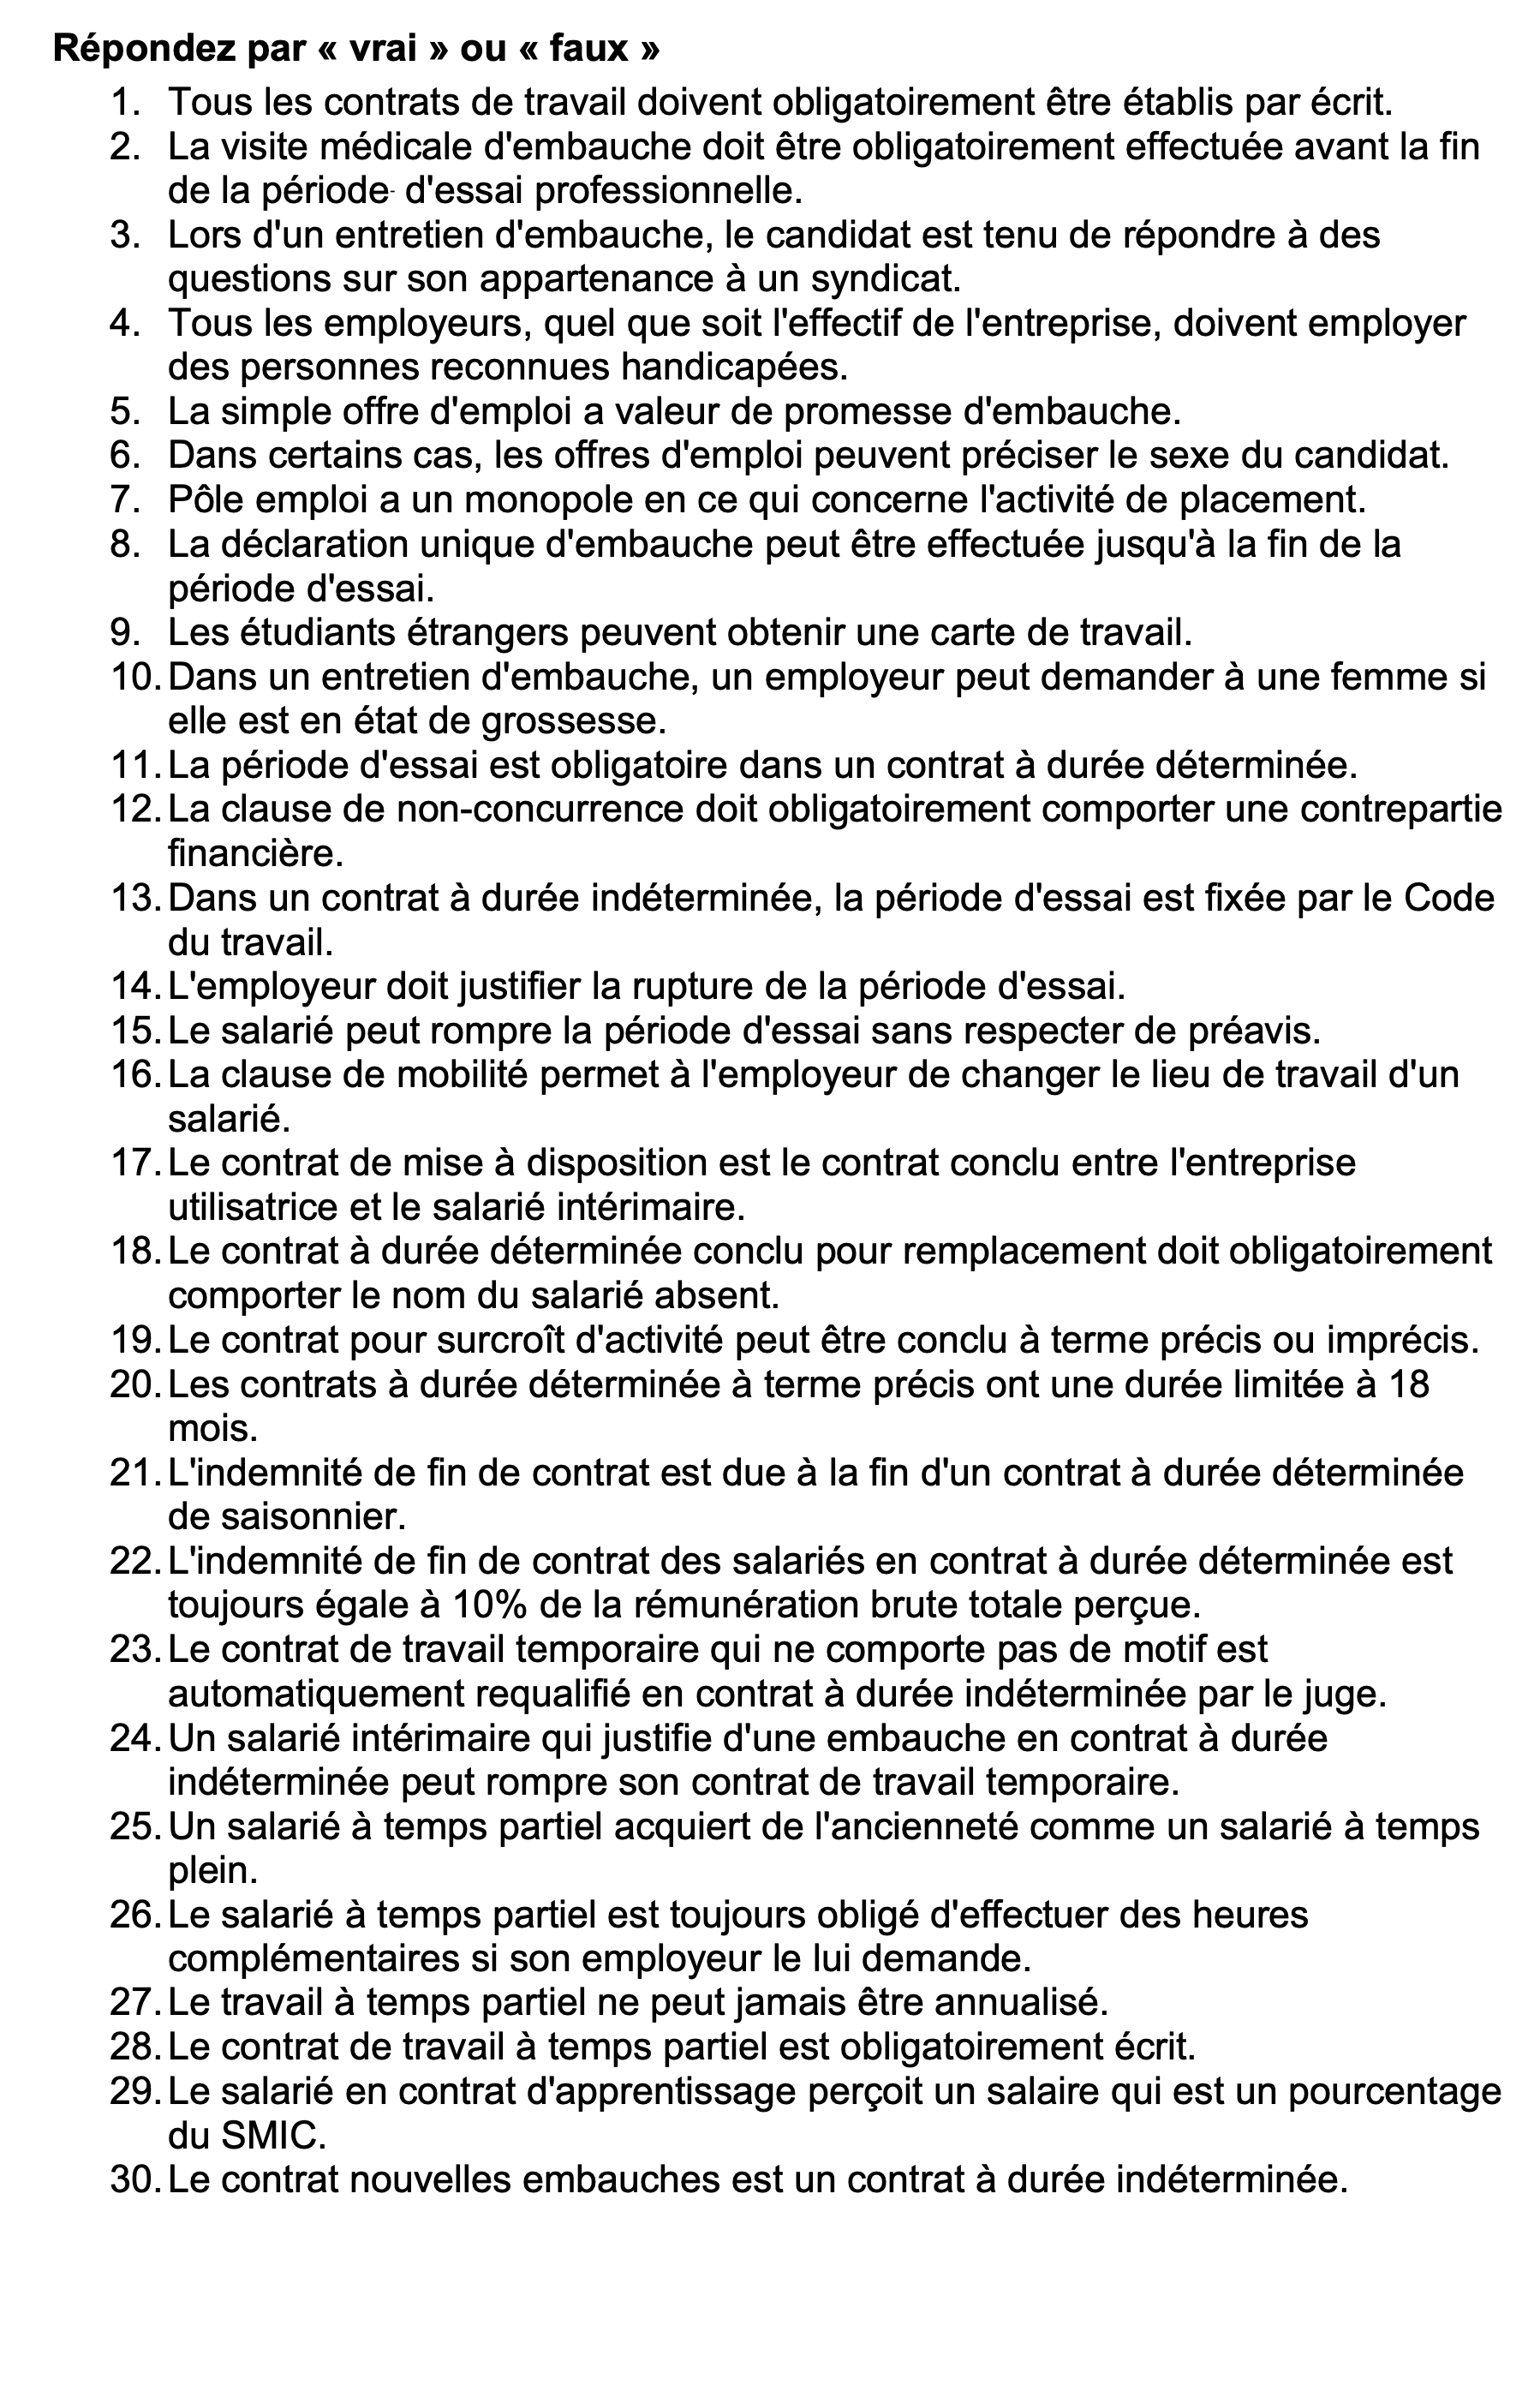 Répondez par « vrai » ou « faux »
1. Tous les contrats de travail doivent obligatoirement être établis par écrit.
2. La visite médicale d'embauche doit être obligatoirement effectuée avant la fin
de la période- d'essai professionnelle.
3. Lors d'un entretien d'embauche, le candidat est tenu de répondre à des
questions sur son appartenance à un syndicat.
4. Tous les employeurs, quel que soit l'effectif de l'entreprise, doivent employer
des personnes reconnues handicapées.
5. La simple offre d'emploi a valeur de promesse d'embauche.
6. Dans certains cas, les offres d'emploi peuvent préciser le sexe du candidat.
7. Pôle emploi a un monopole en ce qui concerne l'activité de placement.
8. La déclaration unique d'embauche peut être effectuée jusqu'à la fin de la
période d'essai.
9. Les étudiants étrangers peuvent obtenir une carte de travail.
10. Dans un entretien d'embauche, un employeur peut demander à une femme si
elle est en état de grossesse.
11. La période d'essai est obligatoire dans un contrat à durée déterminée.
12. La clause de non-concurrence doit obligatoirement comporter une contrepartie
financière.
13. Dans un contrat à durée indéterminée, la période d'essai est fixée par le Code
du travail.
14. L'employeur doit justifier la rupture de la période d'essai.
15. Le salarié peut rompre la période d'essai sans respecter de préavis.
16. La clause de mobilité permet à l'employeur de changer le lieu de travail d'un
salarié.
17. Le contrat de mise à disposition est le contrat conclu entre l'entreprise
utilisatrice et le salarié intérimaire.
18. Le contrat à durée déterminée conclu pour remplacement doit obligatoirement
comporter le nom du salarié absent.
19. Le contrat pour surcroît d'activité peut être conclu à terme précis ou imprécis.
20. Les contrats à durée déterminée à terme précis ont une durée limitée à 18
mois.
21. L'indemnité de fin de contrat est due à la fin d'un contrat à durée déterminée
de saisonnier.
22. L'indemnité de fin de contrat des salariés en contrat à durée déterminée est
toujours égale à 10% de la rémunération brute totale perçue.
23. Le contrat de travail temporaire qui ne comporte pas de motif est
automatiquement requalifié en contrat à durée indéterminée par le juge.
24. Un salarié intérimaire qui justifie d'une embauche en contrat à durée
indéterminée peut rompre son contrat de travail temporaire.
25. Un salarié à temps partiel acquiert de l'ancienneté comme un salarié à temps
plein.
26. Le salarié à temps partiel est toujours obligé d'effectuer des heures
complémentaires si son employeur le lui demande.
27. Le travail à temps partiel ne peut jamais être annualisé.
28. Le contrat de travail à temps partiel est obligatoirement écrit.
29. Le salarié en contrat d'apprentissage perçoit un salaire qui est un pourcentage
du SMIC.
30. Le contrat nouvelles embauches est un contrat à durée indéterminée.